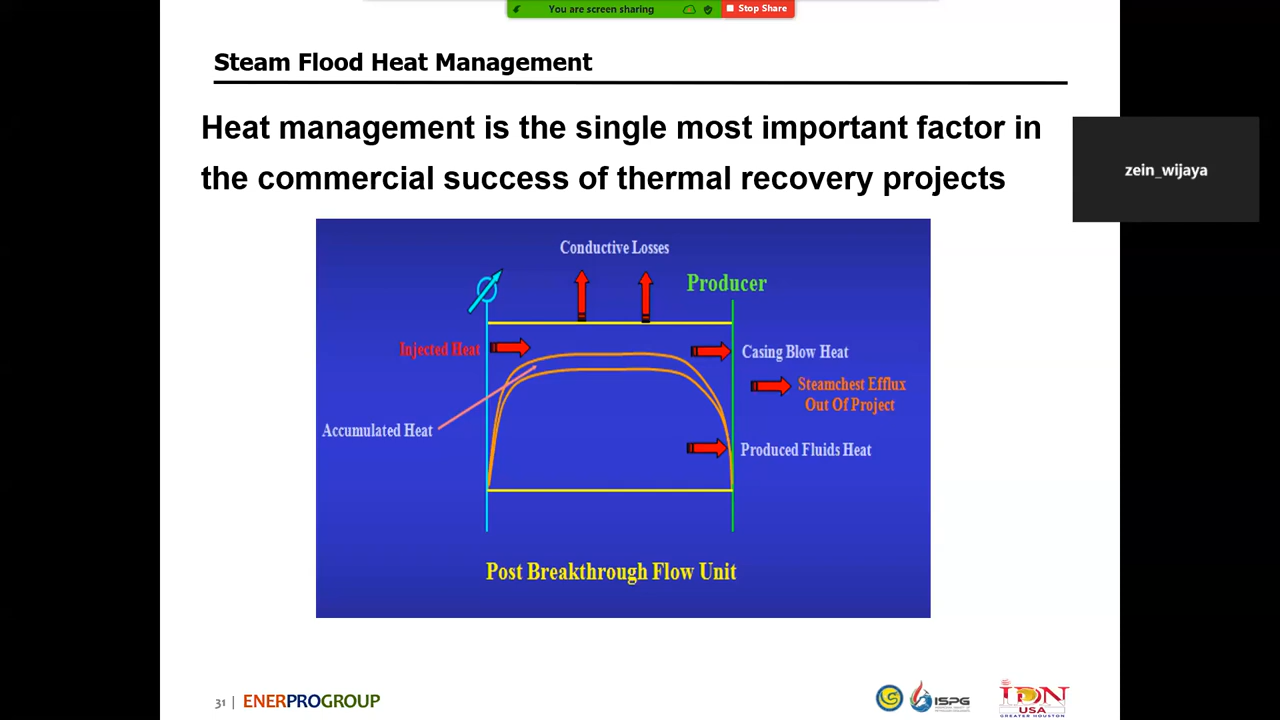 You are screen sharing
Stop Share
Steam Flood Heat Management
Heat management is the single most important factor in
the commercial success of thermal recovery projects
zein_wijaya
Conductive Losses
Producer
Injected Heat
Casing Blow Heat
Steamchest Efflux
Out Of Project
Accumulated Heat
Produced Fluids Heat
Post Breakthrough Flow Unit
31 | ENERPROGROUP
ISPG
IDN
USA
GREATER HOUSTON